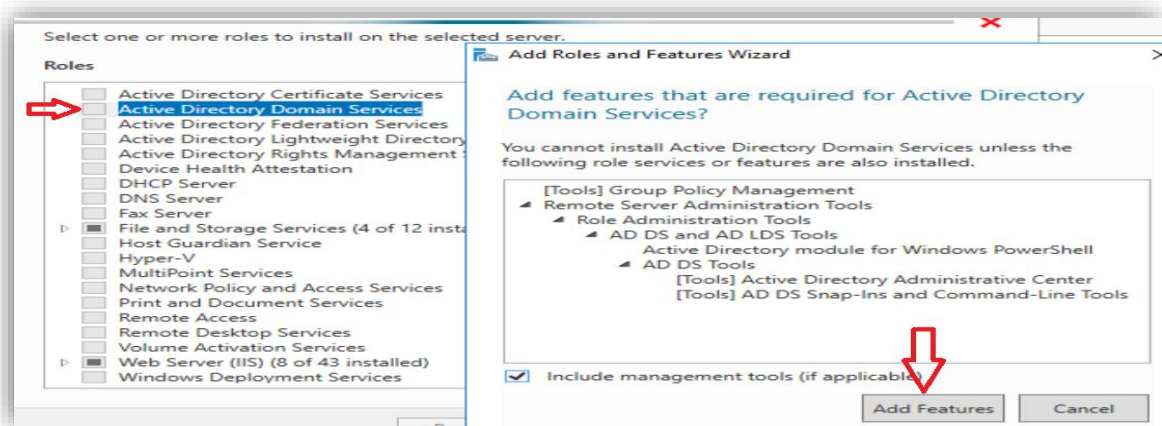 Select one or more roles to install on the selected server.
Roles
Active Directory Certificate Services
Active Directory Domain Services
Active Directory Federation Services
Active Directory Lightweight Directory
Active Directory Rights Management
Device Health Attestation
DHCP Server
DNS Server
Fax Server
File and Storage Services (4 of 12 insta
Host Guardian Service
Hyper-V
MultiPoint Services
Network Policy and Access Services
Print and Document Services
Remote Access
Remote Desktop Services
Volume Activation Services
Web Server (IIS) (8 of 43 installed)
Windows Deployment Services
Add Roles and Features Wizard
Add features that are required for Active Directory
Domain Services?
You cannot install Active Directory Domain Services unless the
following role services or features are also installed.
[Tools] Group Policy Management
Remote Server Administration Tools
Role Administration Tools
AD DS and AD LDS Tools
Active Directory module for Windows PowerShell
AD DS Tools
[Tools] Active Directory Administrative Center
[Tools] AD DS Snap-Ins and Command-Line Tools
Include management tools (if applicable)
Add Features
Cancel